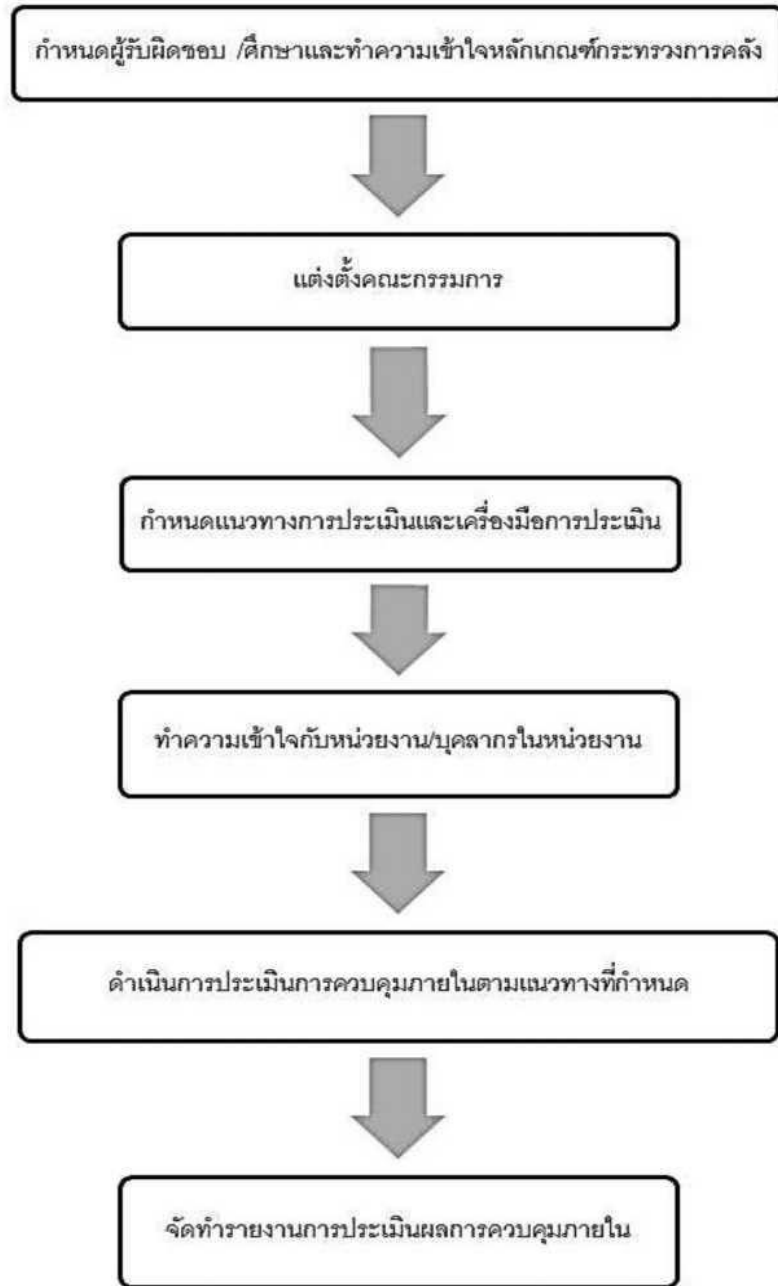 กำหนดผู้รับผิดชอบ /ศึกษาและทำความเข้าใจหลักเกณฑ์กระทรวงการคลัง
แต่งตั้งคณะกรรมการ
กำหนดแนวทางการประเมินและเครื่องมือการประเมิน
ทำความเข้าใจกับหน่วยงาน/บุคลากรในหน่วยงาน
ดำเนินการประเมินการควบคุมภายในตามแนวทางที่กำหนด
จัดทำรายงานการประเมินผลการควบคุมภายใน